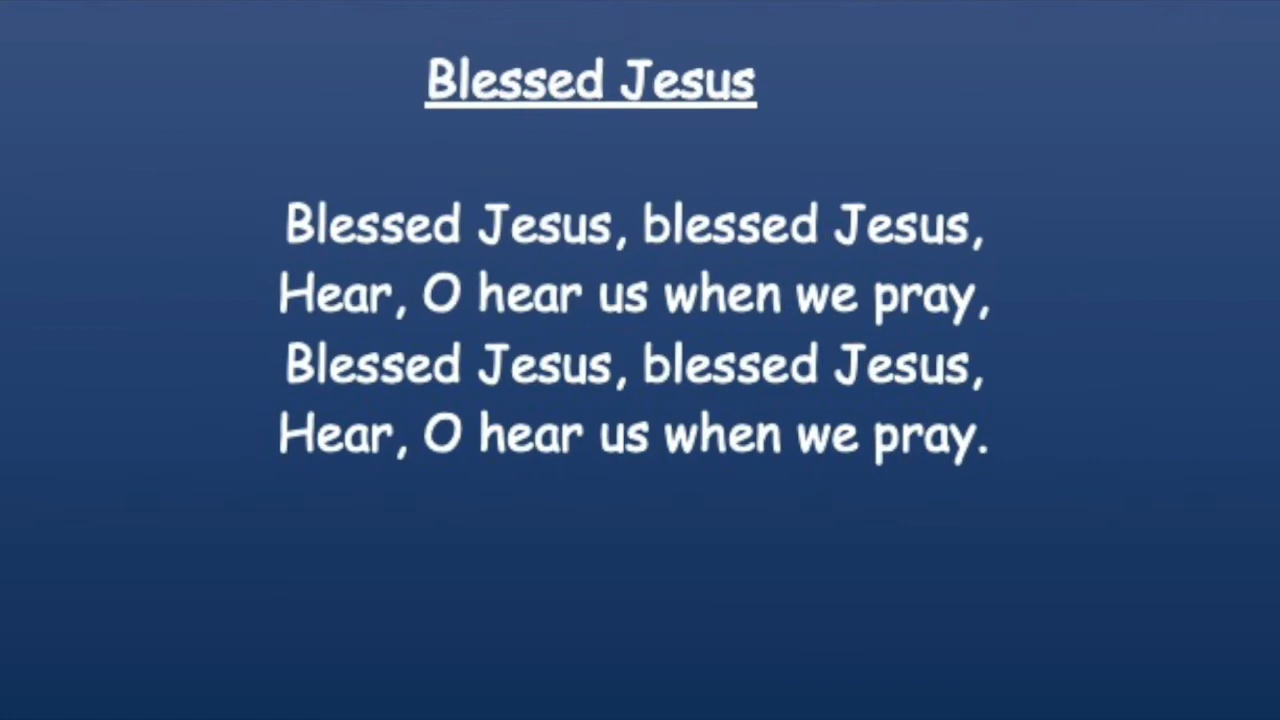 Blessed Jesus
Blessed Jesus, blessed Jesus,
Hear, O hear us when we pray,
Blessed Jesus, blessed Jesus,
Hear, O hear us when we pray.